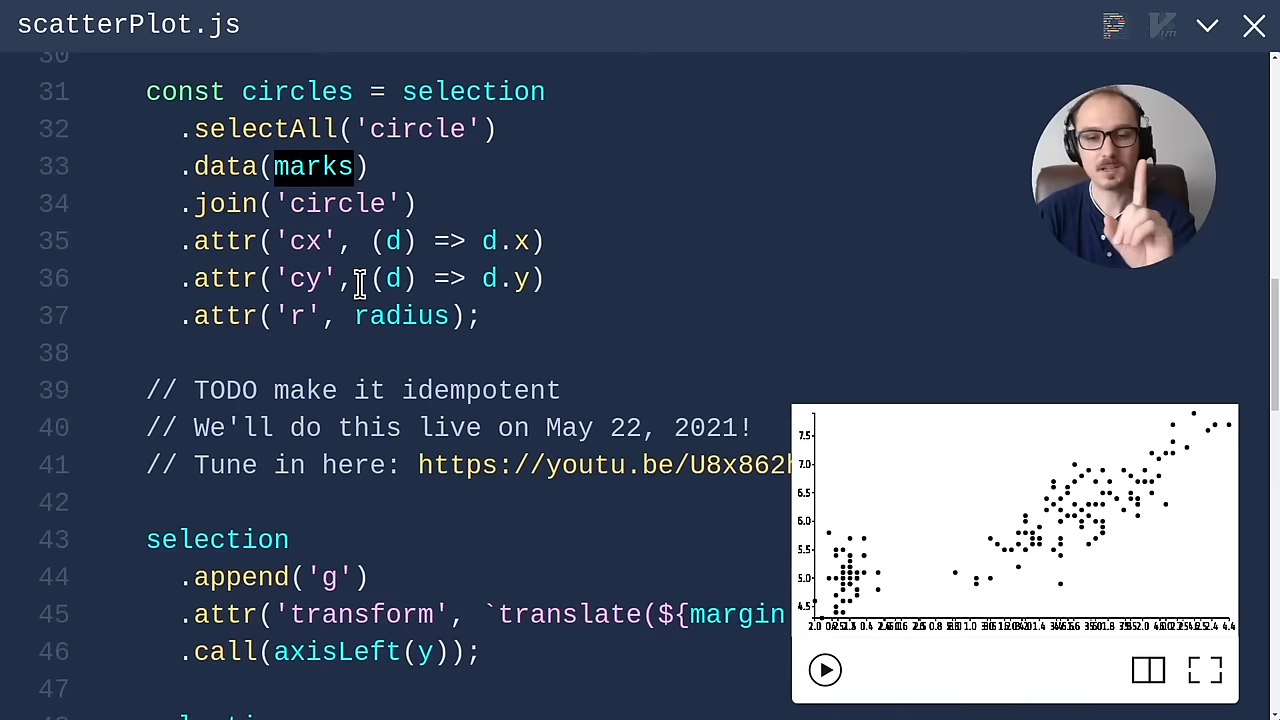 scatterPlot.js
30
31 const circles = selection
32 .selectAll('circle')
33 .data(marks)
34 .join('circle')
35 .attr('cx', (d) => d.x)
36 .attr('cy', (d) => d.y)
37 .attr('r', radius);
38
39 // TODO make it idempotent
40 // We'll do this live on May 22, 2021!
41 // Tune in here: https://youtu.be/U8x862
42
43 selection
44 .append('g')
45 .attr('transform', `translate(${margin
46 .call(axisLeft(y));
47
7.5
7.0
6.5
6.0
5.5
5.0
4.5